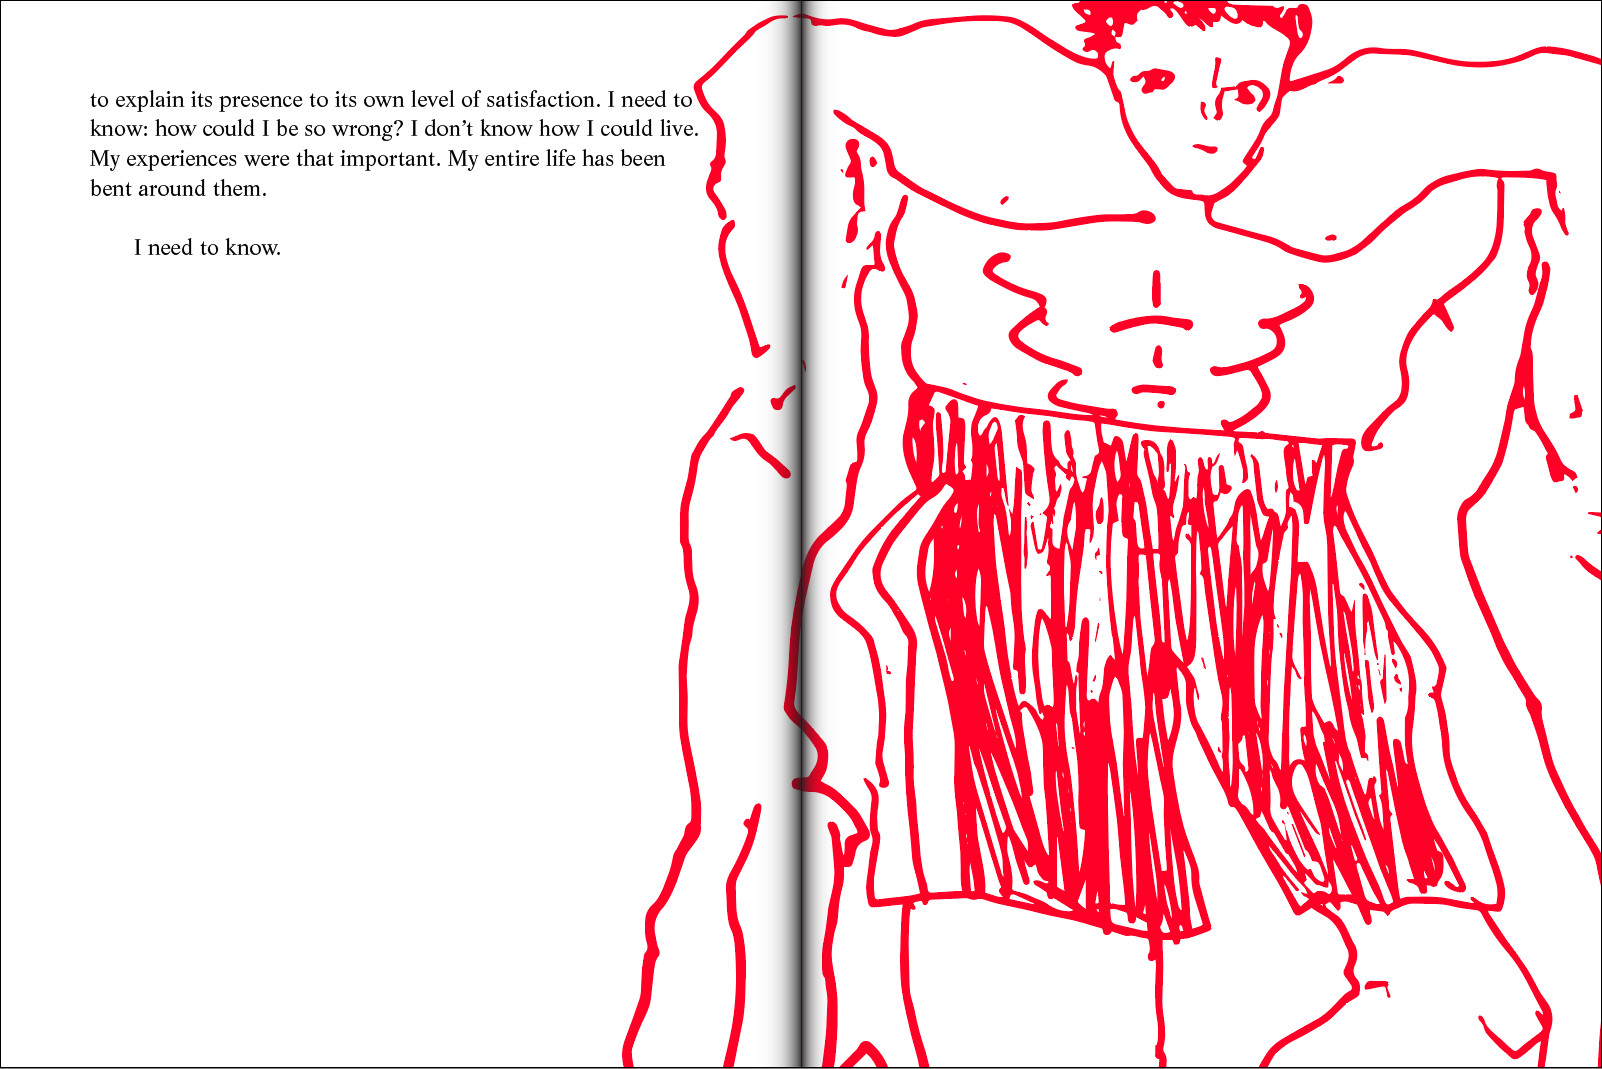 to explain its presence to its own level of satisfaction. I need to
know: how could I be so wrong? I don’t know how I could live.
My experiences were that important. My entire life has been
bent around them.
I need to know.